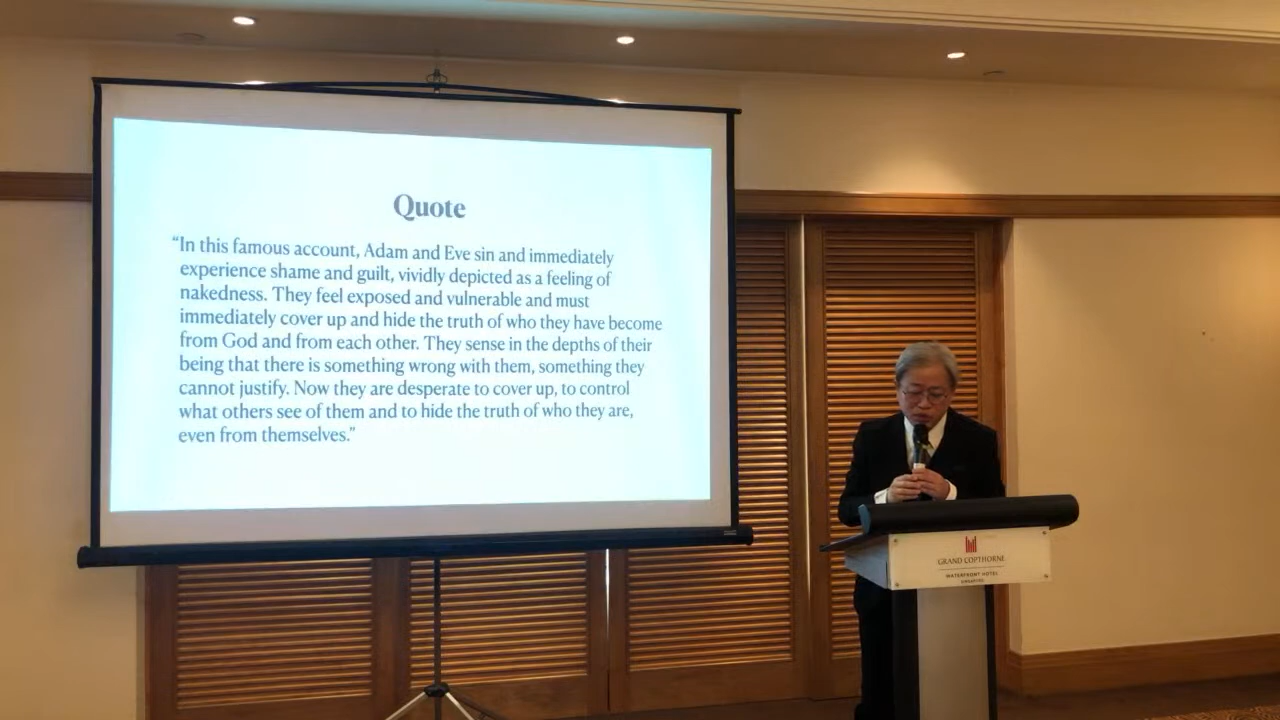 Quote
“In this famous account, Adam and Eve sin and immediately
experience shame and guilt, vividly depicted as a feeling of
nakedness. They feel exposed and vulnerable and must
immediately cover up and hide the truth of who they have become
from God and from each other. They sense in the depths of their
being that there is something wrong with them, something they
cannot justify. Now they are desperate to cover up, to control
what others see of them and to hide the truth of who they are,
even from themselves.”
GRAND COPTHORNE
WATERFRONT HOTEL
SINGAPORE